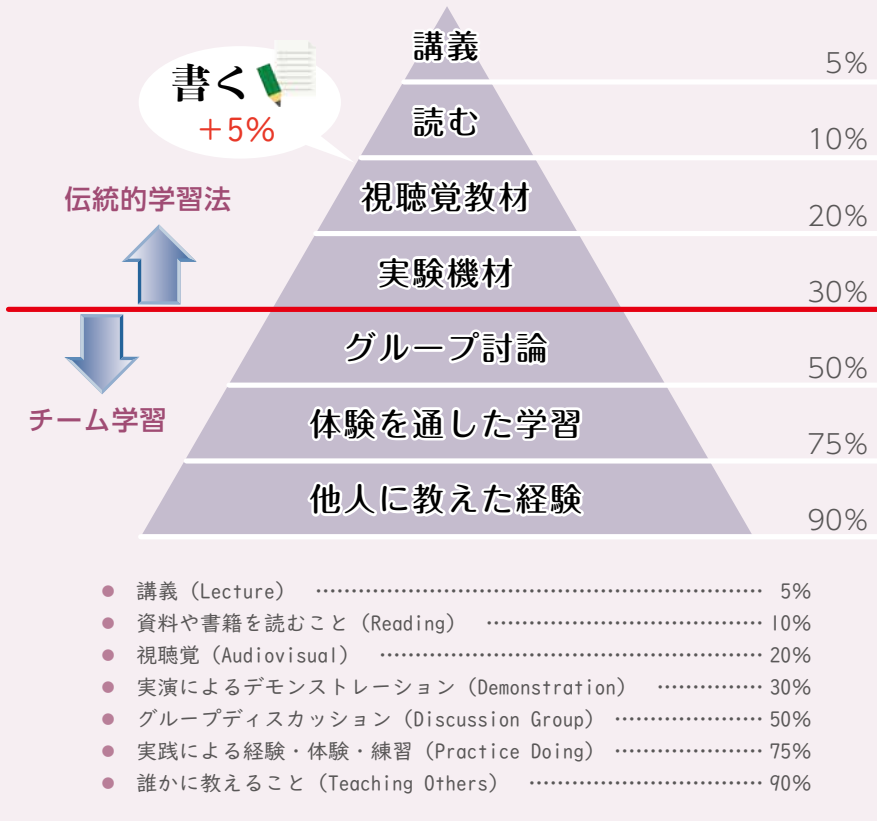 講義
5%
書く
+5%
読む
10%
伝統的学習法
視聴覚教材
20%
実験機材
30%
グループ討論
50%
チーム学習
体験を通した学習
75%
他人に教えた経験
90%
● 講義 (Lecture) …………………………………………………… 5%
● 資料や書籍を読むこと (Reading) ………………………………… 10%
● 視聴覚 (Audiovisual) ……………………………………………… 20%
● 実演によるデモンストレーション (Demonstration) …………… 30%
● グループディスカッション (Discussion Group) ………………… 50%
● 実践による経験・体験・練習 (Practice Doing) ………………… 75%
● 誰かに教えること (Teaching Others) …………………………… 90%